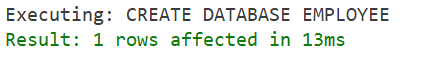 Executing: CREATE DATABASE EMPLOYEE
Result: 1 rows affected in 13ms